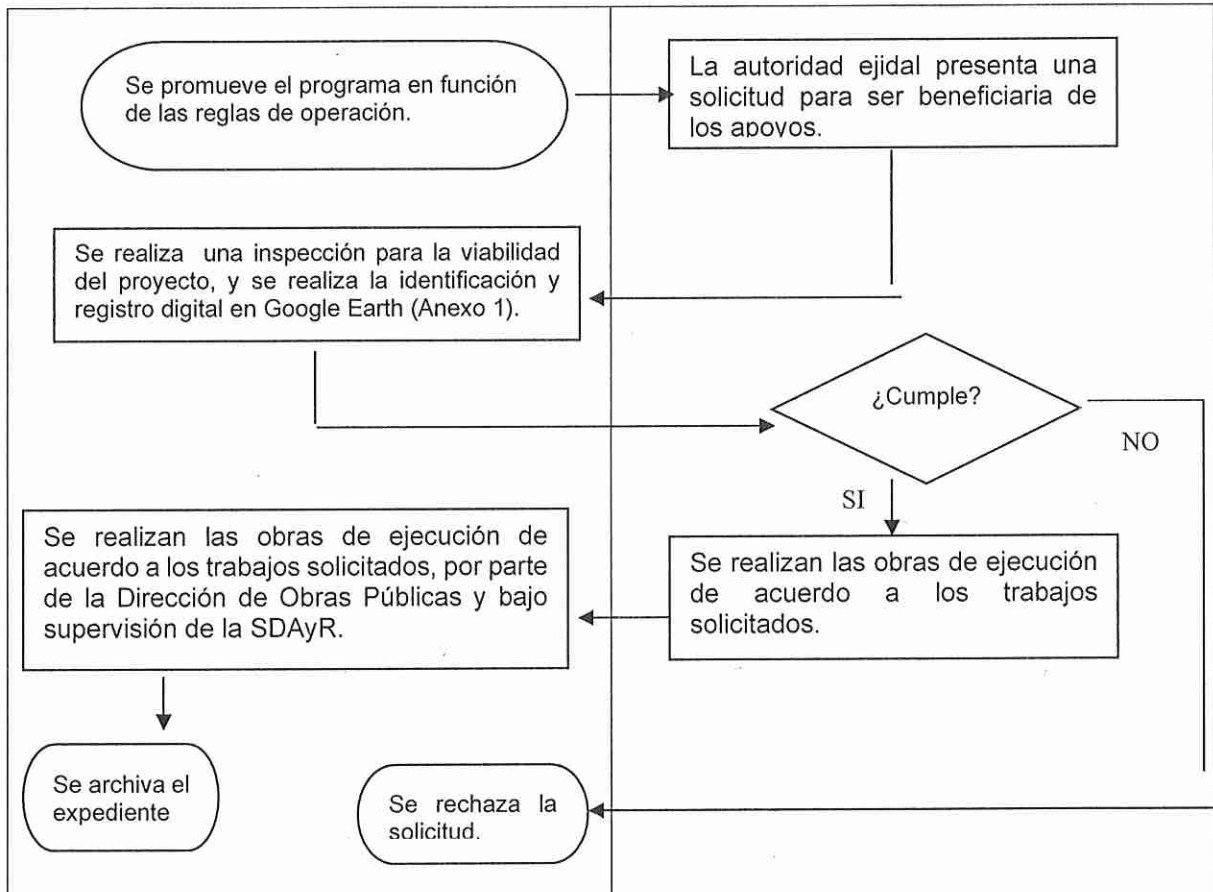 Se promueve el programa en función
de las reglas de operación.
La autoridad ejidal presenta una
solicitud para ser beneficiaria de
los apoyos.
Se realiza una inspección para la viabilidad
del proyecto, y se realiza la identificación y
registro digital en Google Earth (Anexo 1).
¿Cumple?
NO
SI
Se realizan las obras de ejecución de
acuerdo a los trabajos solicitados, por parte
de la Dirección de Obras Públicas y bajo
supervisión de la SDAyR.
Se realizan las obras de ejecución
de acuerdo a los trabajos
solicitados.
Se archiva el
expediente
Se rechaza la
solicitud.